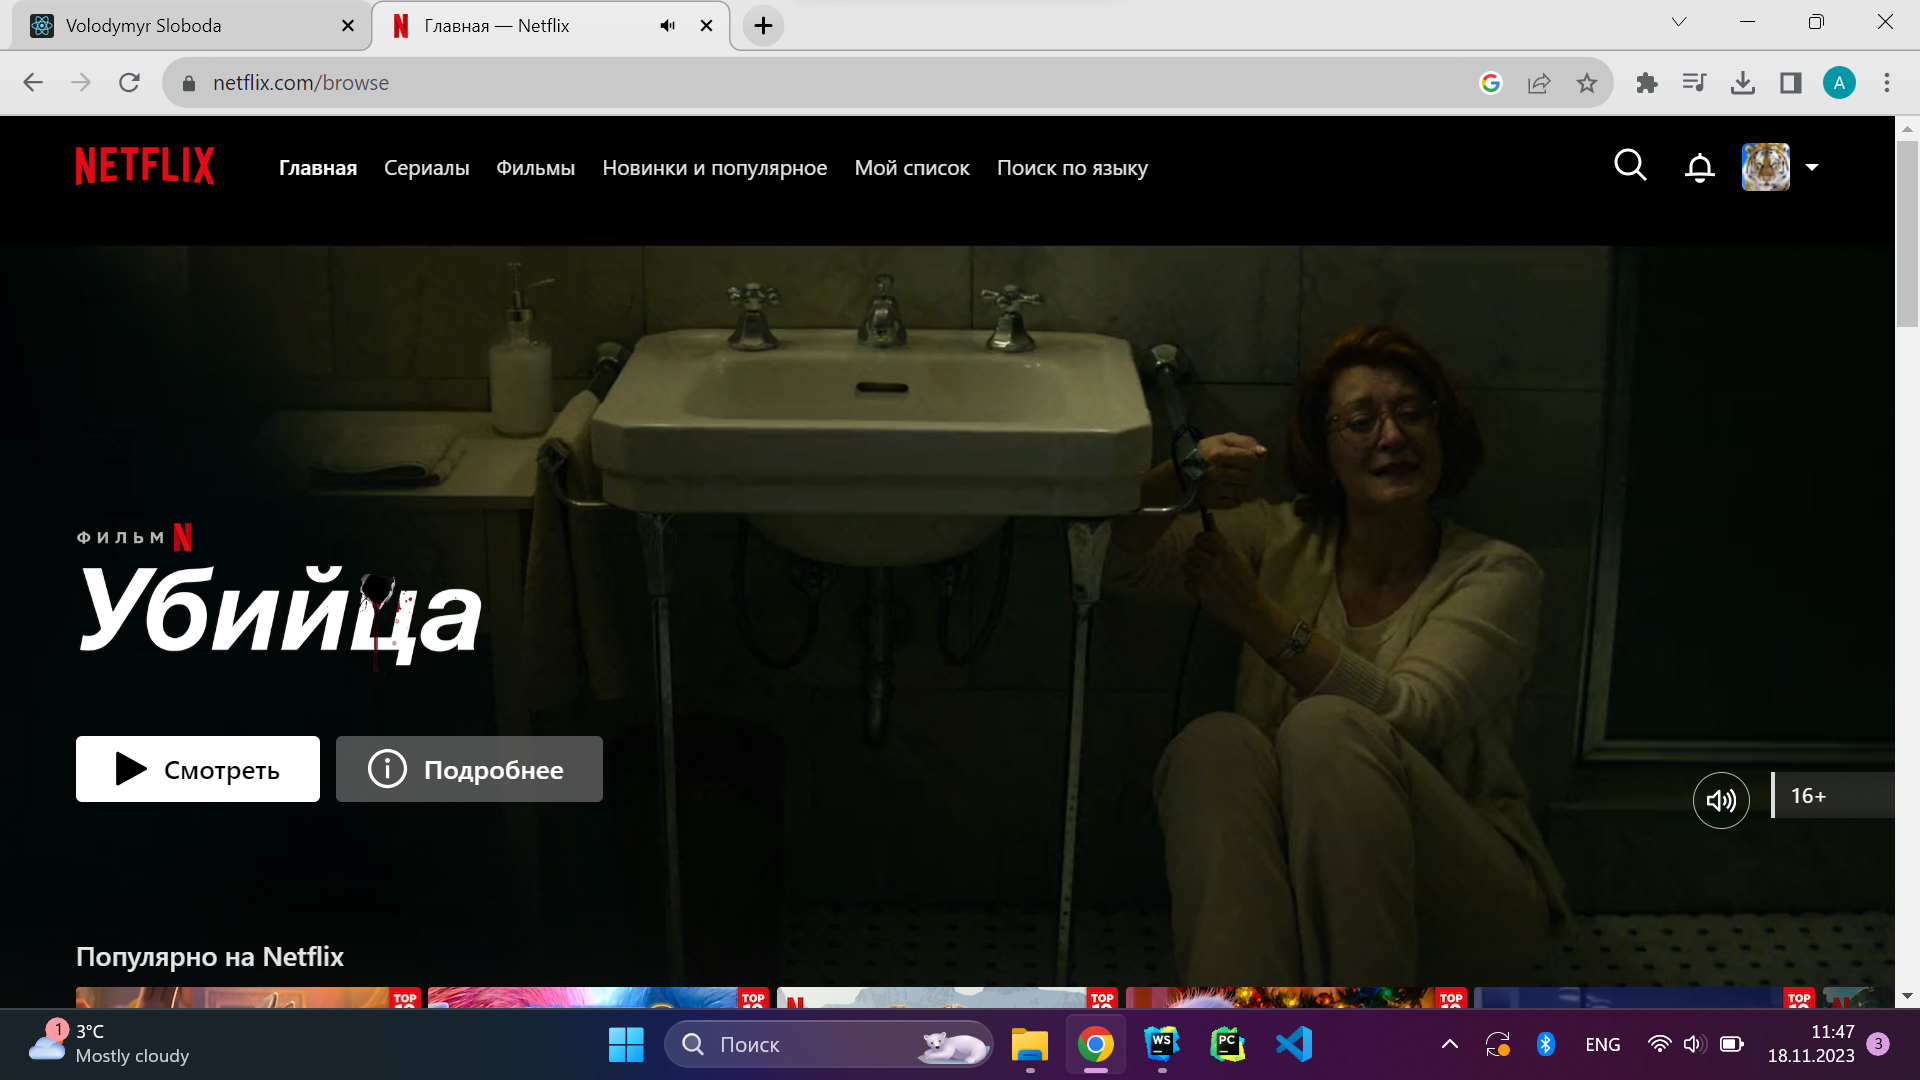 Volodymyr Sloboda
Главная — Netflix
netflix.com/browse
A
NETFLIX
Главная
Сериалы
Фильмы
Новинки и популярное
Мой список
Поиск по языку
ФИЛЬМ
Убийца
Смотреть
Подробнее
16+
Популярно на Netflix
TOP
TOP
TOP
TOP
TOP
1
3°C
Mostly cloudy
Поиск
WS
PC
ENG
11:47
18.11.2023
3